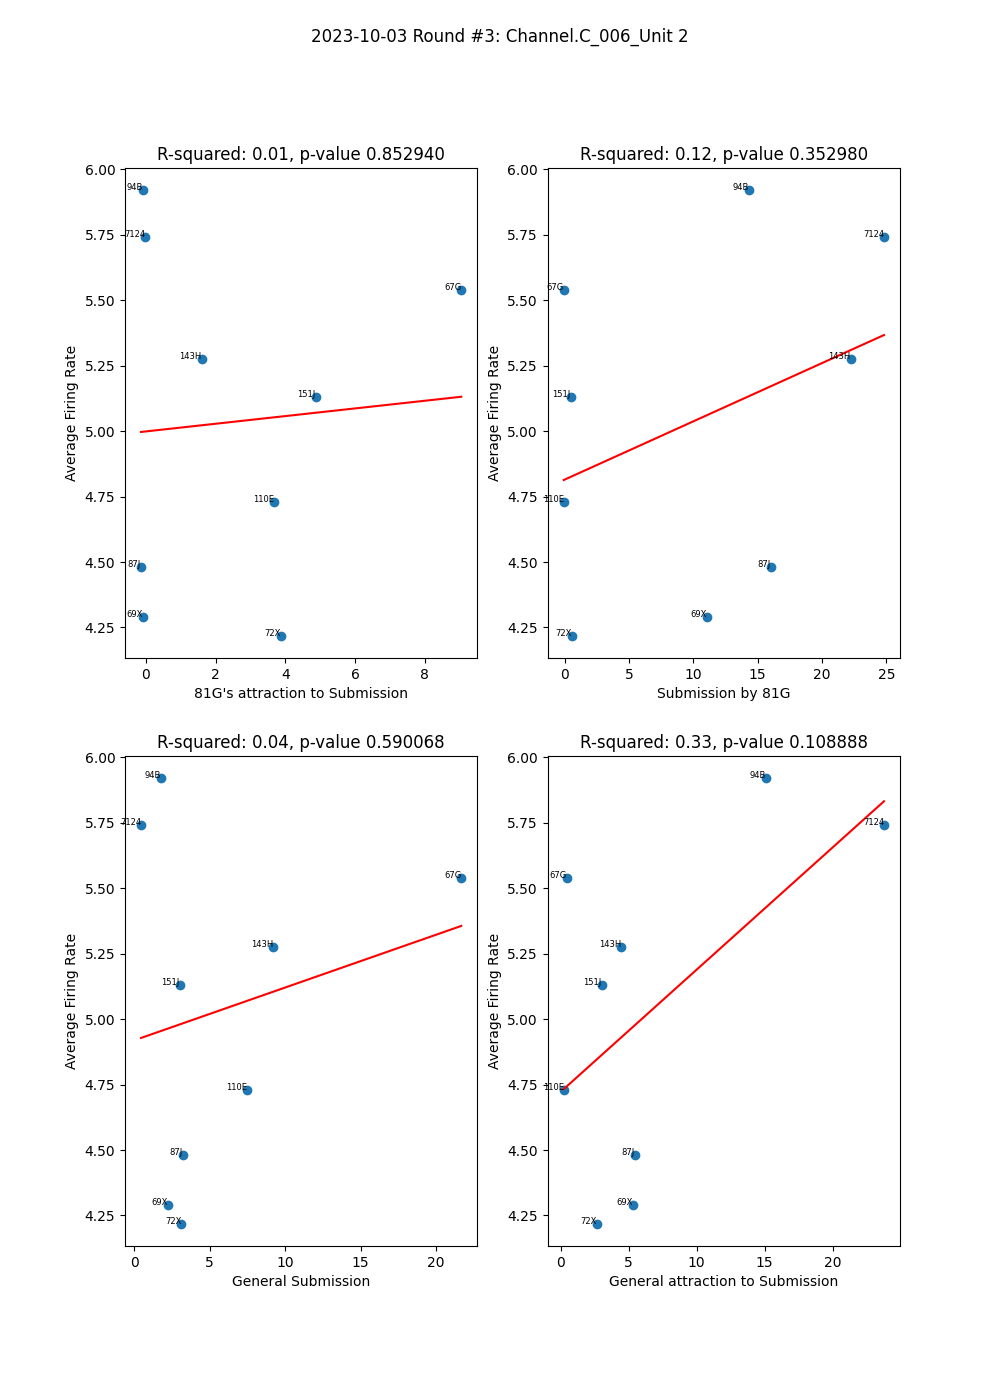 2023-10-03 Round #3: Channel.C_006_Unit 2
R-squared: 0.01, p-value 0.852940
6.00
5.75
5.50
5.25
5.00
4.75
4.50
4.25
Average Firing Rate
94B
7124
67G
143H
151J
110E
87J
69X
72X
0 2 4 6 8
81G's attraction to Submission
R-squared: 0.12, p-value 0.352980
6.00
5.75
5.50
5.25
5.00
4.75
4.50
4.25
Average Firing Rate
94B
7124
67G
143H
151J
110E
87J
69X
72X
0 5 10 15 20 25
Submission by 81G
R-squared: 0.04, p-value 0.590068
6.00
5.75
5.50
5.25
5.00
4.75
4.50
4.25
Average Firing Rate
94B
7124
67G
143H
151J
110E
87J
69X
72X
0 5 10 15 20
General Submission
R-squared: 0.33, p-value 0.108888
6.00
5.75
5.50
5.25
5.00
4.75
4.50
4.25
Average Firing Rate
94B
7124
67G
143H
151J
110E
87J
69X
72X
0 5 10 15 20
General attraction to Submission